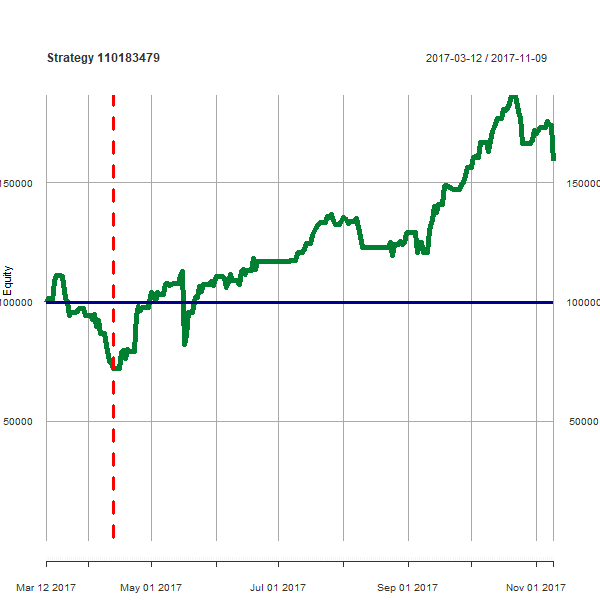 Strategy 110183479
2017-03-12 / 2017-11-09
150000
150000
Equity
100000
100000
50000
50000
Mar 12 2017
May 01 2017
Jul 01 2017
Sep 01 2017
Nov 01 2017